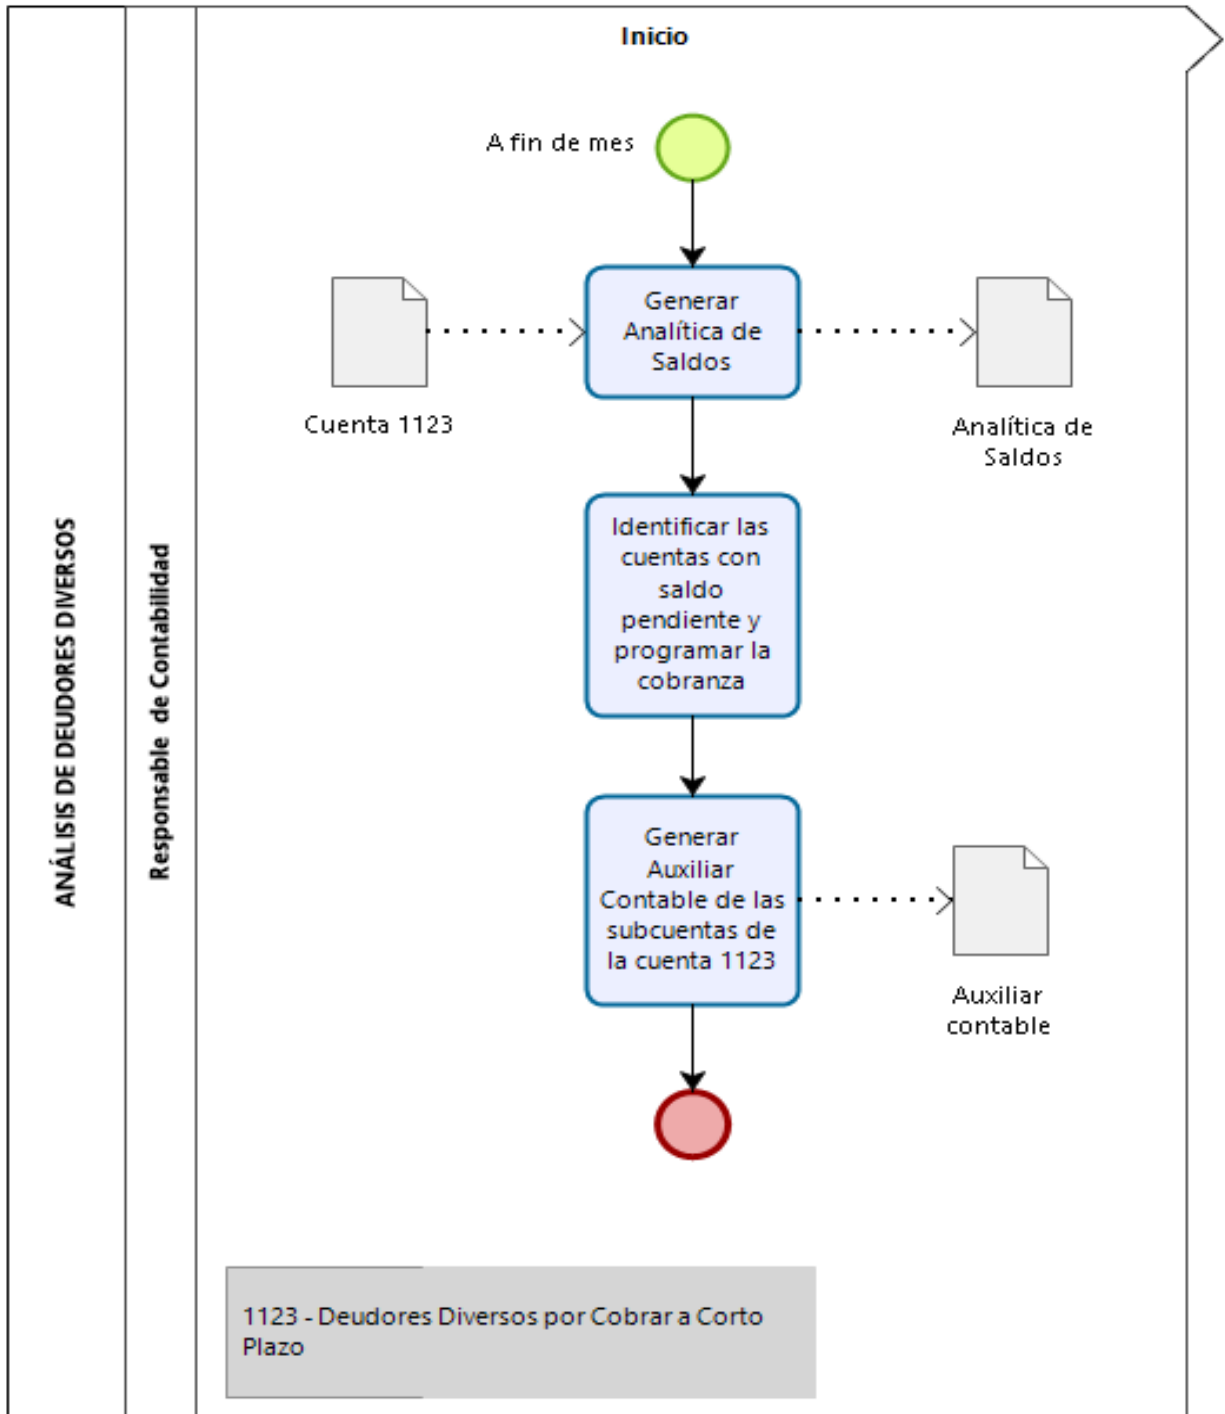 ANÁLISIS DE DEUDORES DIVERSOS
Responsable de Contabilidad
Inicio
A fin de mes
Generar
Analítica de
Saldos
Cuenta 1123
Analítica de
Saldos
Identificar las
cuentas con
saldo
pendiente y
programar la
cobranza
Generar
Auxiliar
Contable de las
subcuentas de
la cuenta 1123
Auxiliar
contable
1123 - Deudores Diversos por Cobrar a Corto
Plazo